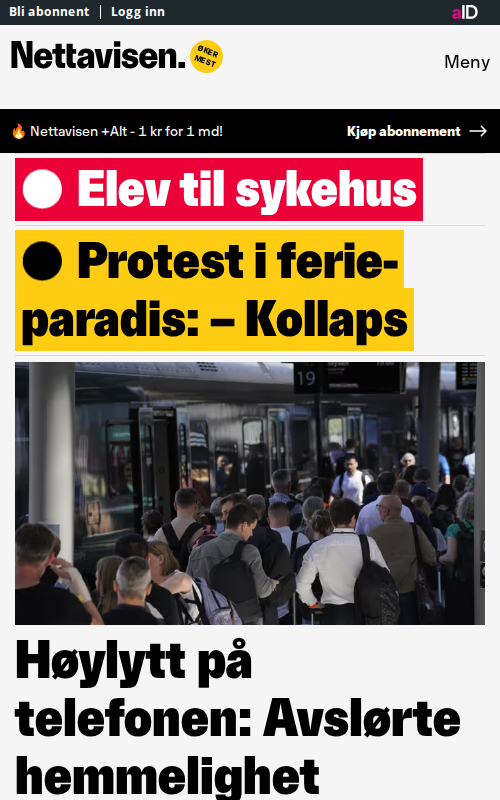 Bli abonnent
Logg inn
aID
Nettavisen.
ØKER
MEST
Meny
Nettavisen +Alt - 1 kr for 1 md!
Kjøp abonnement
Elev til sykehus
Protest i ferie-
paradis: – Kollaps
19
Høylytt på
telefonen: Avslørte
hemmelighet